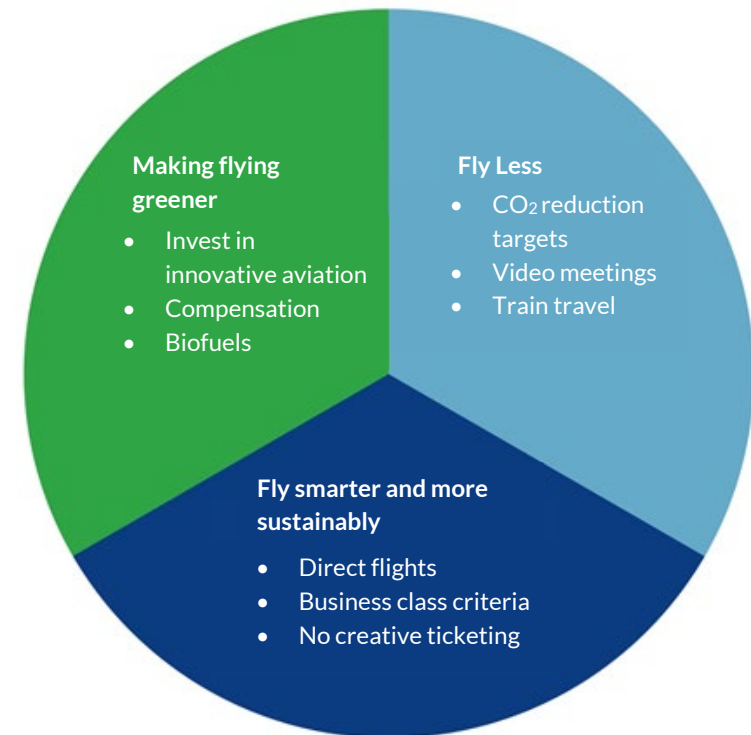 Making flying
greener
• Invest in
innovative aviation
• Compensation
• Biofuels
Fly Less
• CO₂ reduction
targets
• Video meetings
• Train travel
Fly smarter and more
sustainably
• Direct flights
• Business class criteria
• No creative ticketing